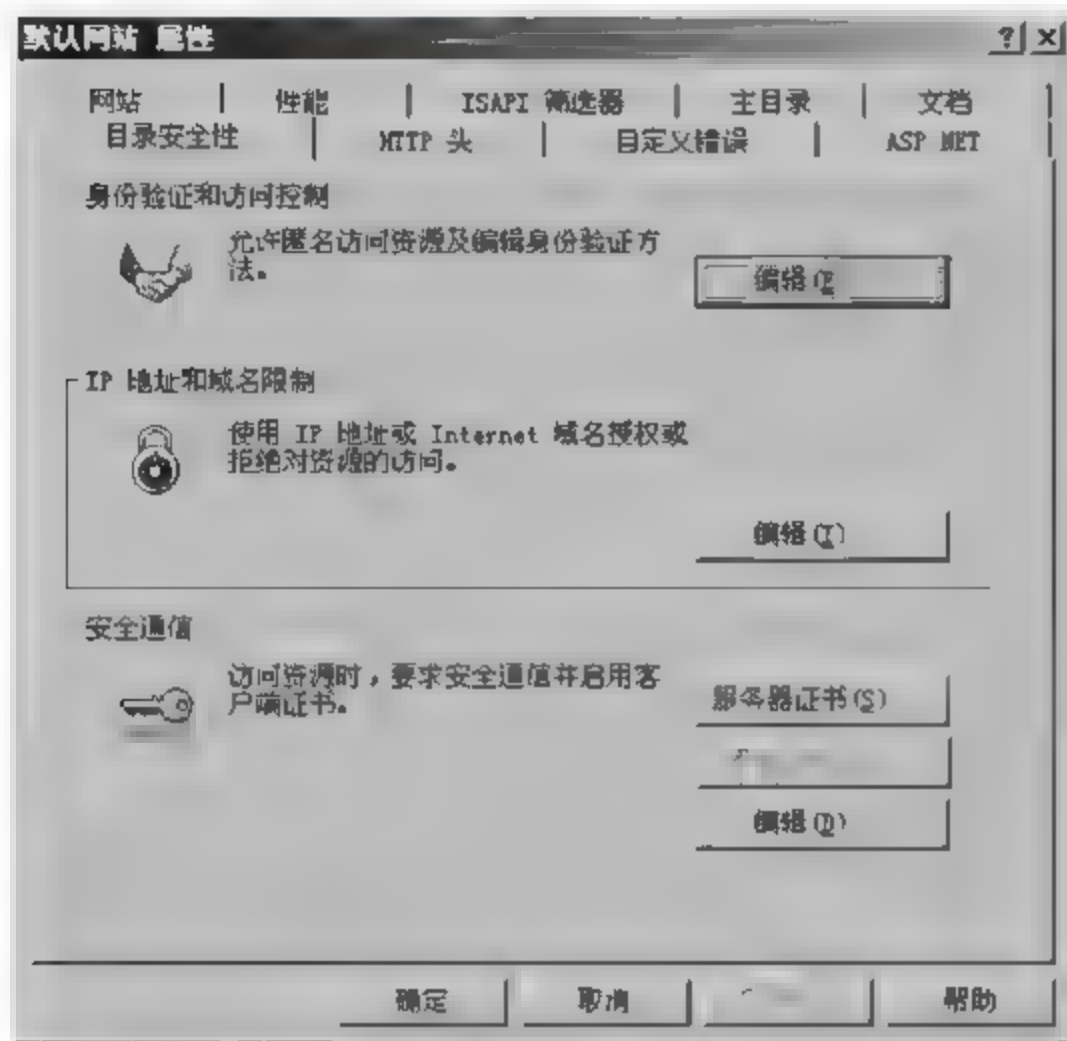 默认网站 属性
网站 性能 ISAPI 筛选器 主目录 文档
目录安全性 HTTP 头 自定义错误 ASP.NET
身份验证和访问控制
允许匿名访问资源及编辑身份验证方
法。
编辑(E)
IP 地址和域名限制
使用 IP 地址或 Internet 域名授权或
拒绝对资源的访问。
编辑(I)
安全通信
访问资源时,要求安全通信并启用客
户端证书。
服务器证书(S)
编辑(D)
确定 取消 帮助